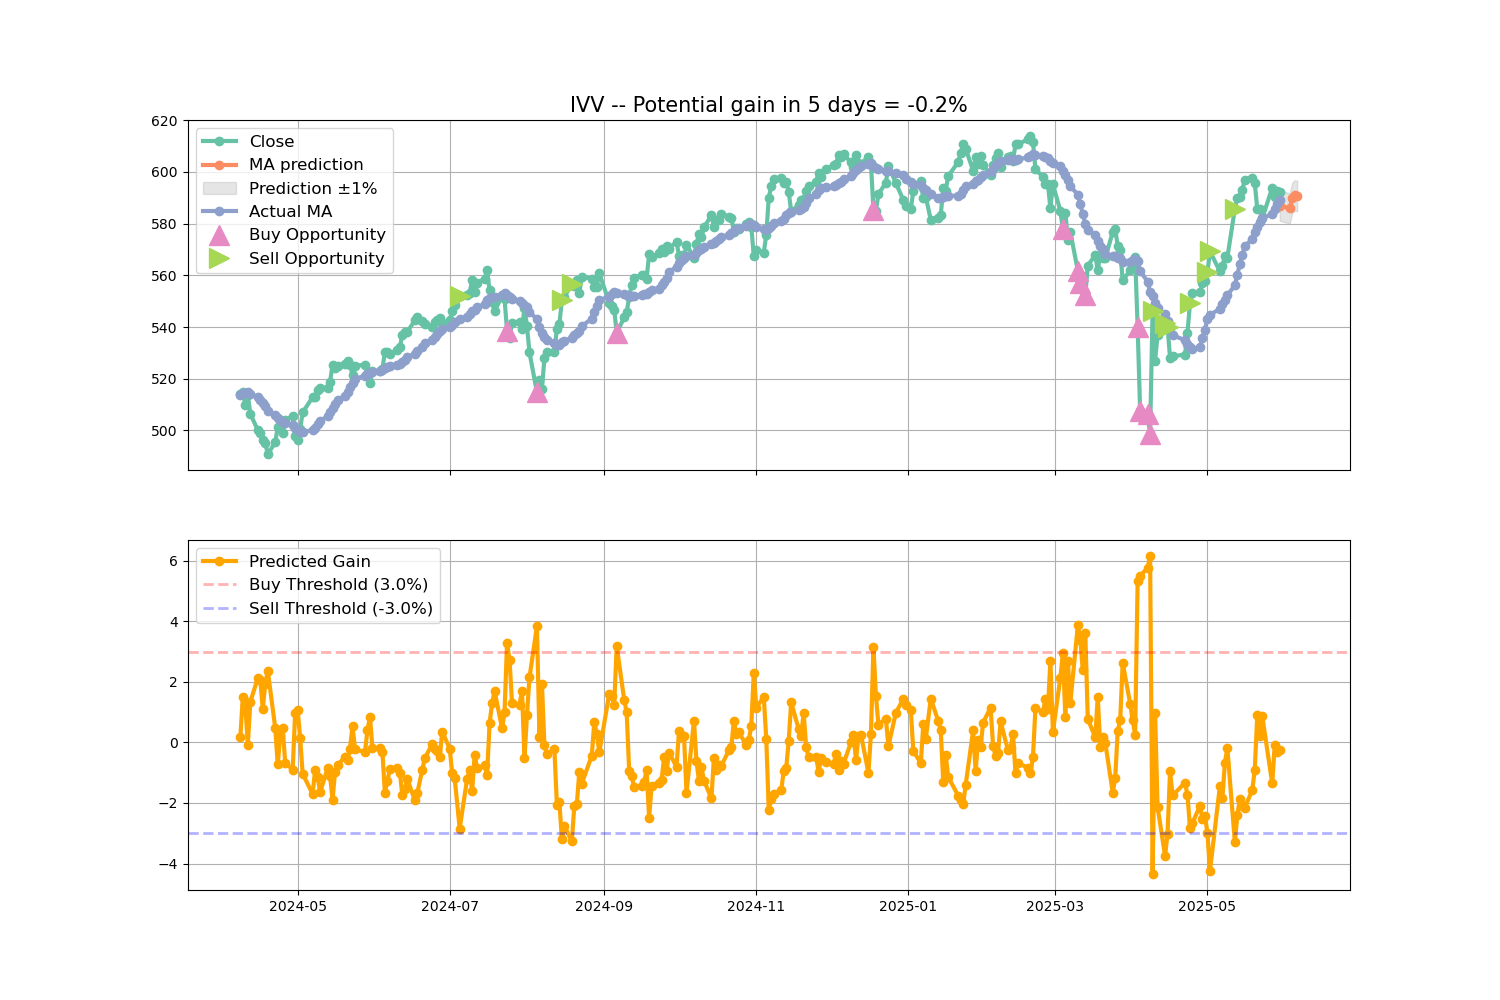 IVV -- Potential gain in 5 days = -0.2%
620
600
580
560
540
520
500
Close
MA prediction
Prediction ±1%
Actual MA
Buy Opportunity
Sell Opportunity
6
4
2
0
−2
−4
Predicted Gain
Buy Threshold (3.0%)
Sell Threshold (-3.0%)
2024-05 2024-07 2024-09 2024-11 2025-01 2025-03 2025-05